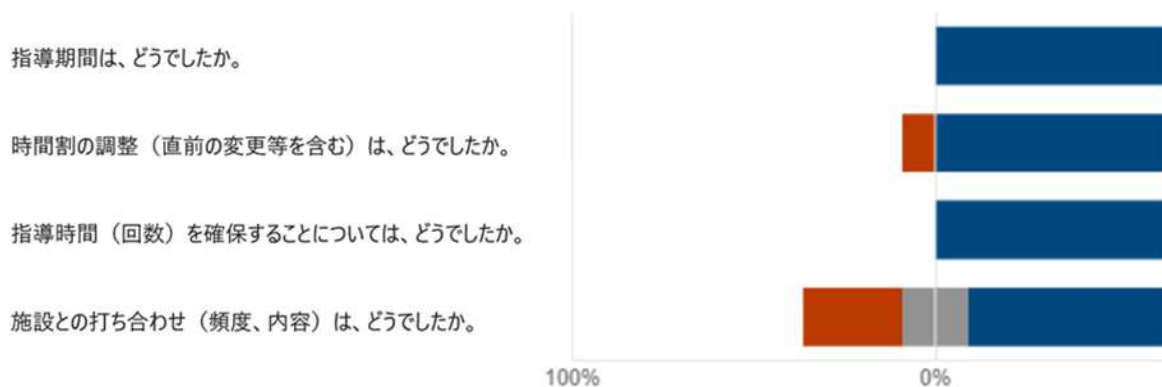 指導期間は、どうでしたか。
時間割の調整（直前の変更等を含む）は、どうでしたか。
指導時間（回数）を確保することについては、どうでしたか。
施設との打ち合わせ（頻度、内容）は、どうでしたか。
100% 0%